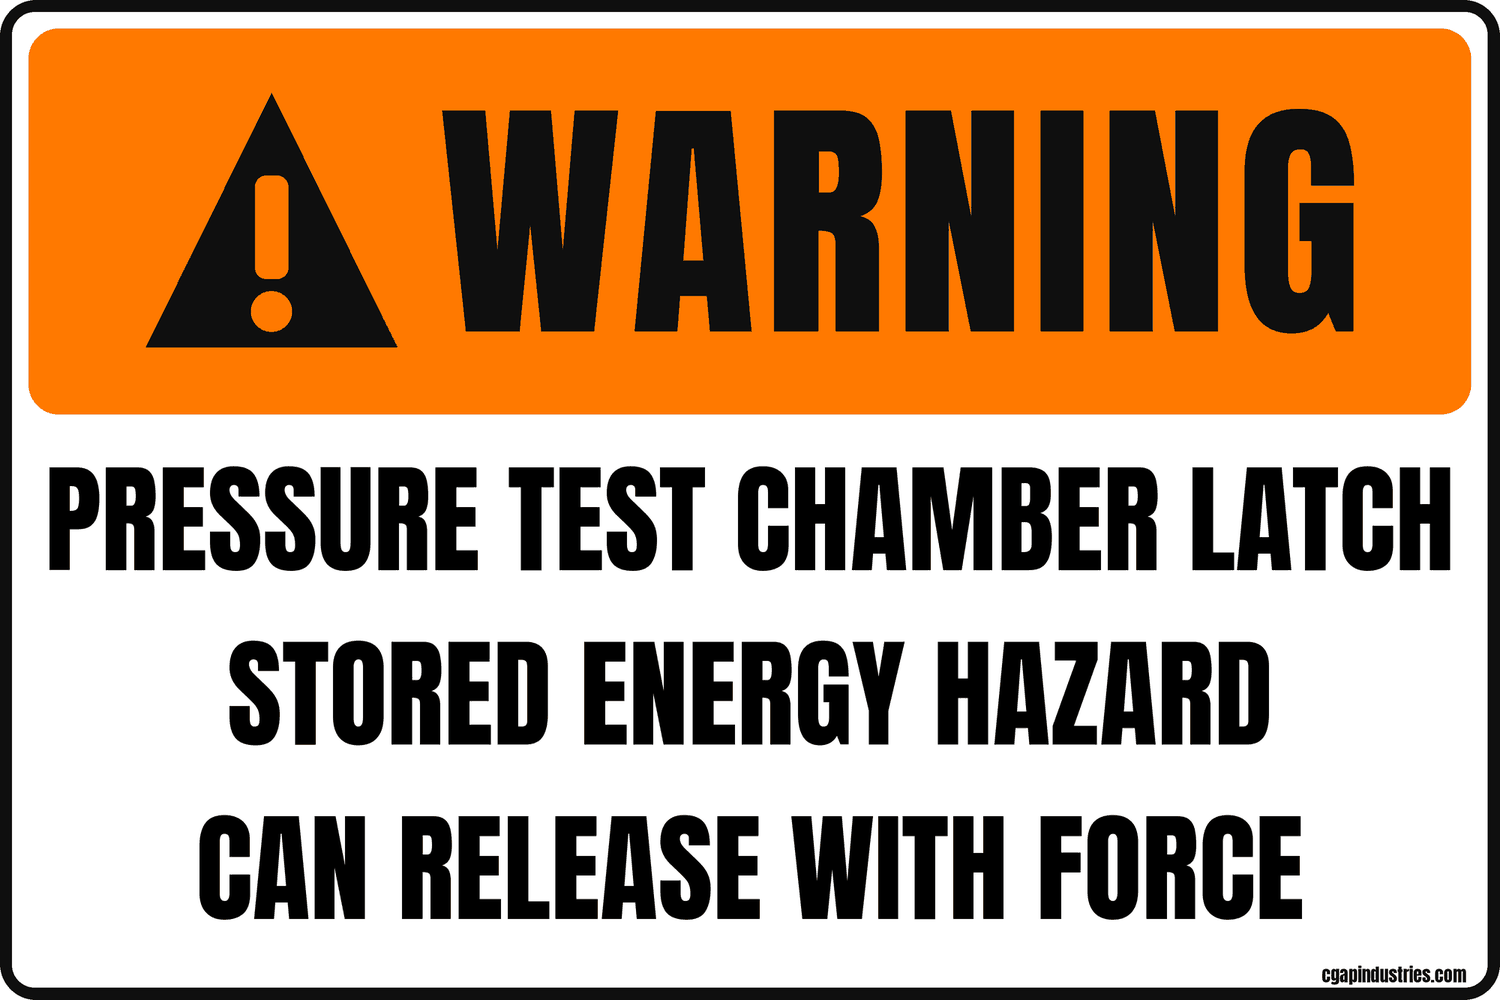 WARNING
PRESSURE TEST CHAMBER LATCH
STORED ENERGY HAZARD
CAN RELEASE WITH FORCE
cgapindustries.com